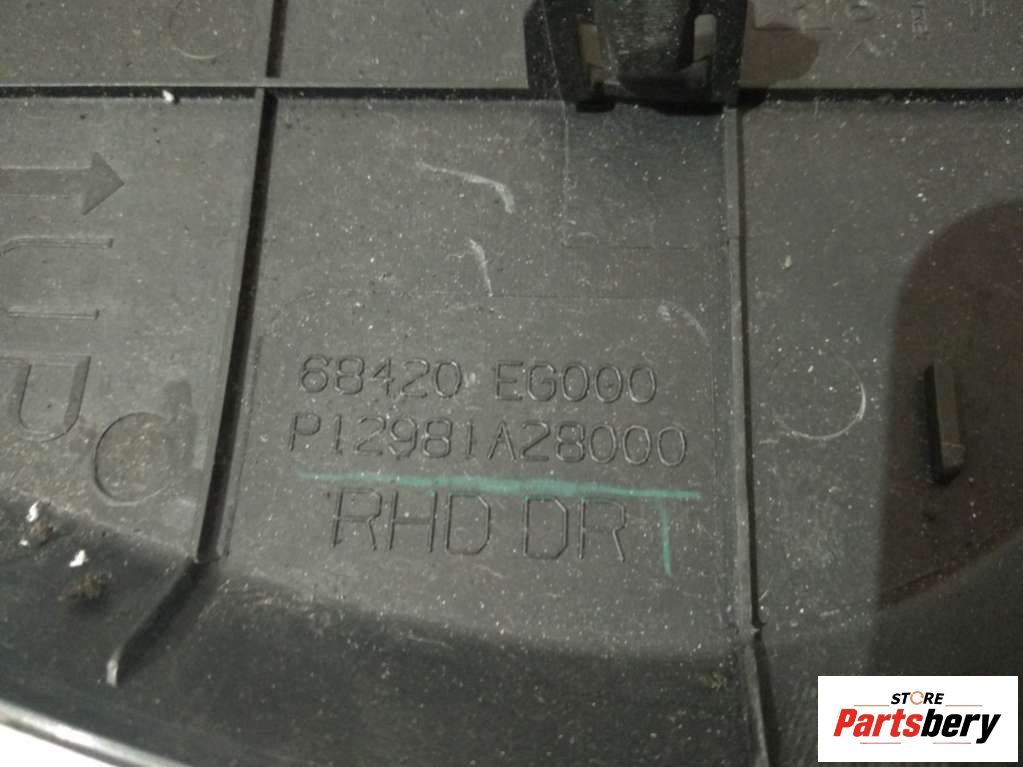 68420 EG000
P12981A28000
RHD DR
STORE
Partsbery